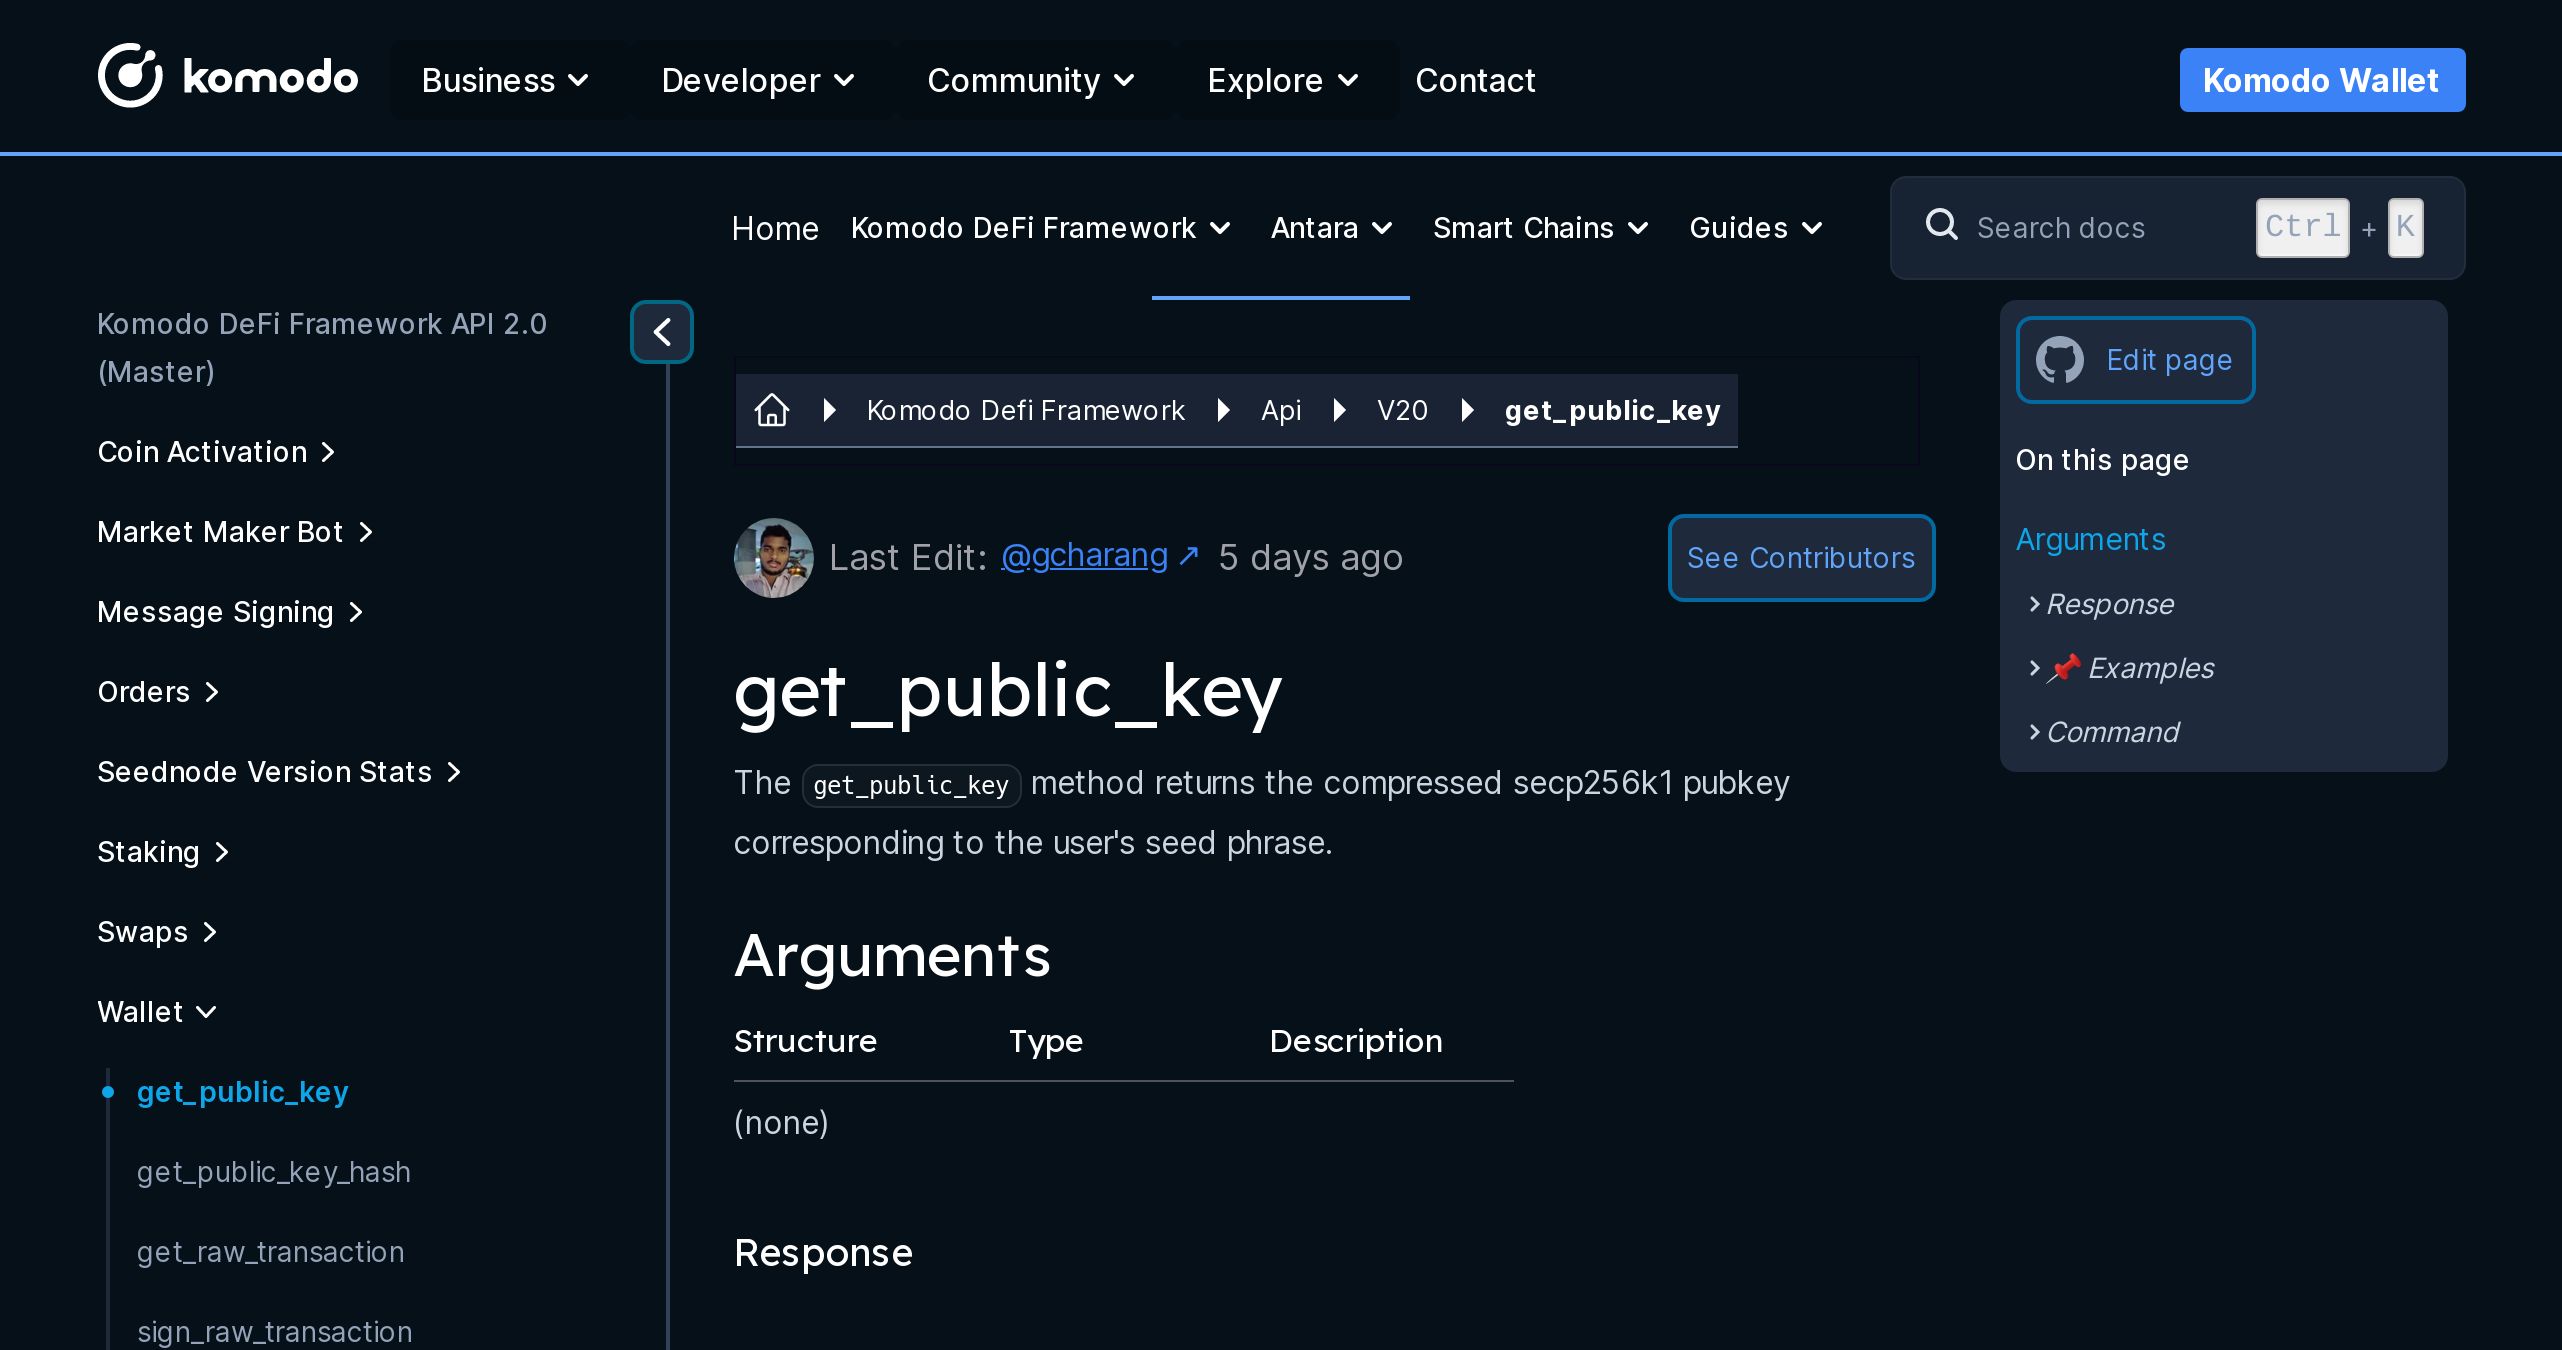 komodo Business Developer Community Explore Contact Komodo Wallet
Home Komodo DeFi Framework Antara Smart Chains Guides Search docs Ctrl + K
Komodo DeFi Framework API 2.0
(Master)
Coin Activation
Market Maker Bot
Message Signing
Orders
Seednode Version Stats
Staking
Swaps
Wallet
get_public_key
get_public_key_hash
get_raw_transaction
sign_raw_transaction
Komodo Defi Framework Api V20 get_public_key
Last Edit: @gcharang ↗ 5 days ago See Contributors
get_public_key
The get_public_key method returns the compressed secp256k1 pubkey
corresponding to the user's seed phrase.
Arguments
Structure Type Description
(none)
Response
Edit page
On this page
Arguments
Response
📌 Examples
Command